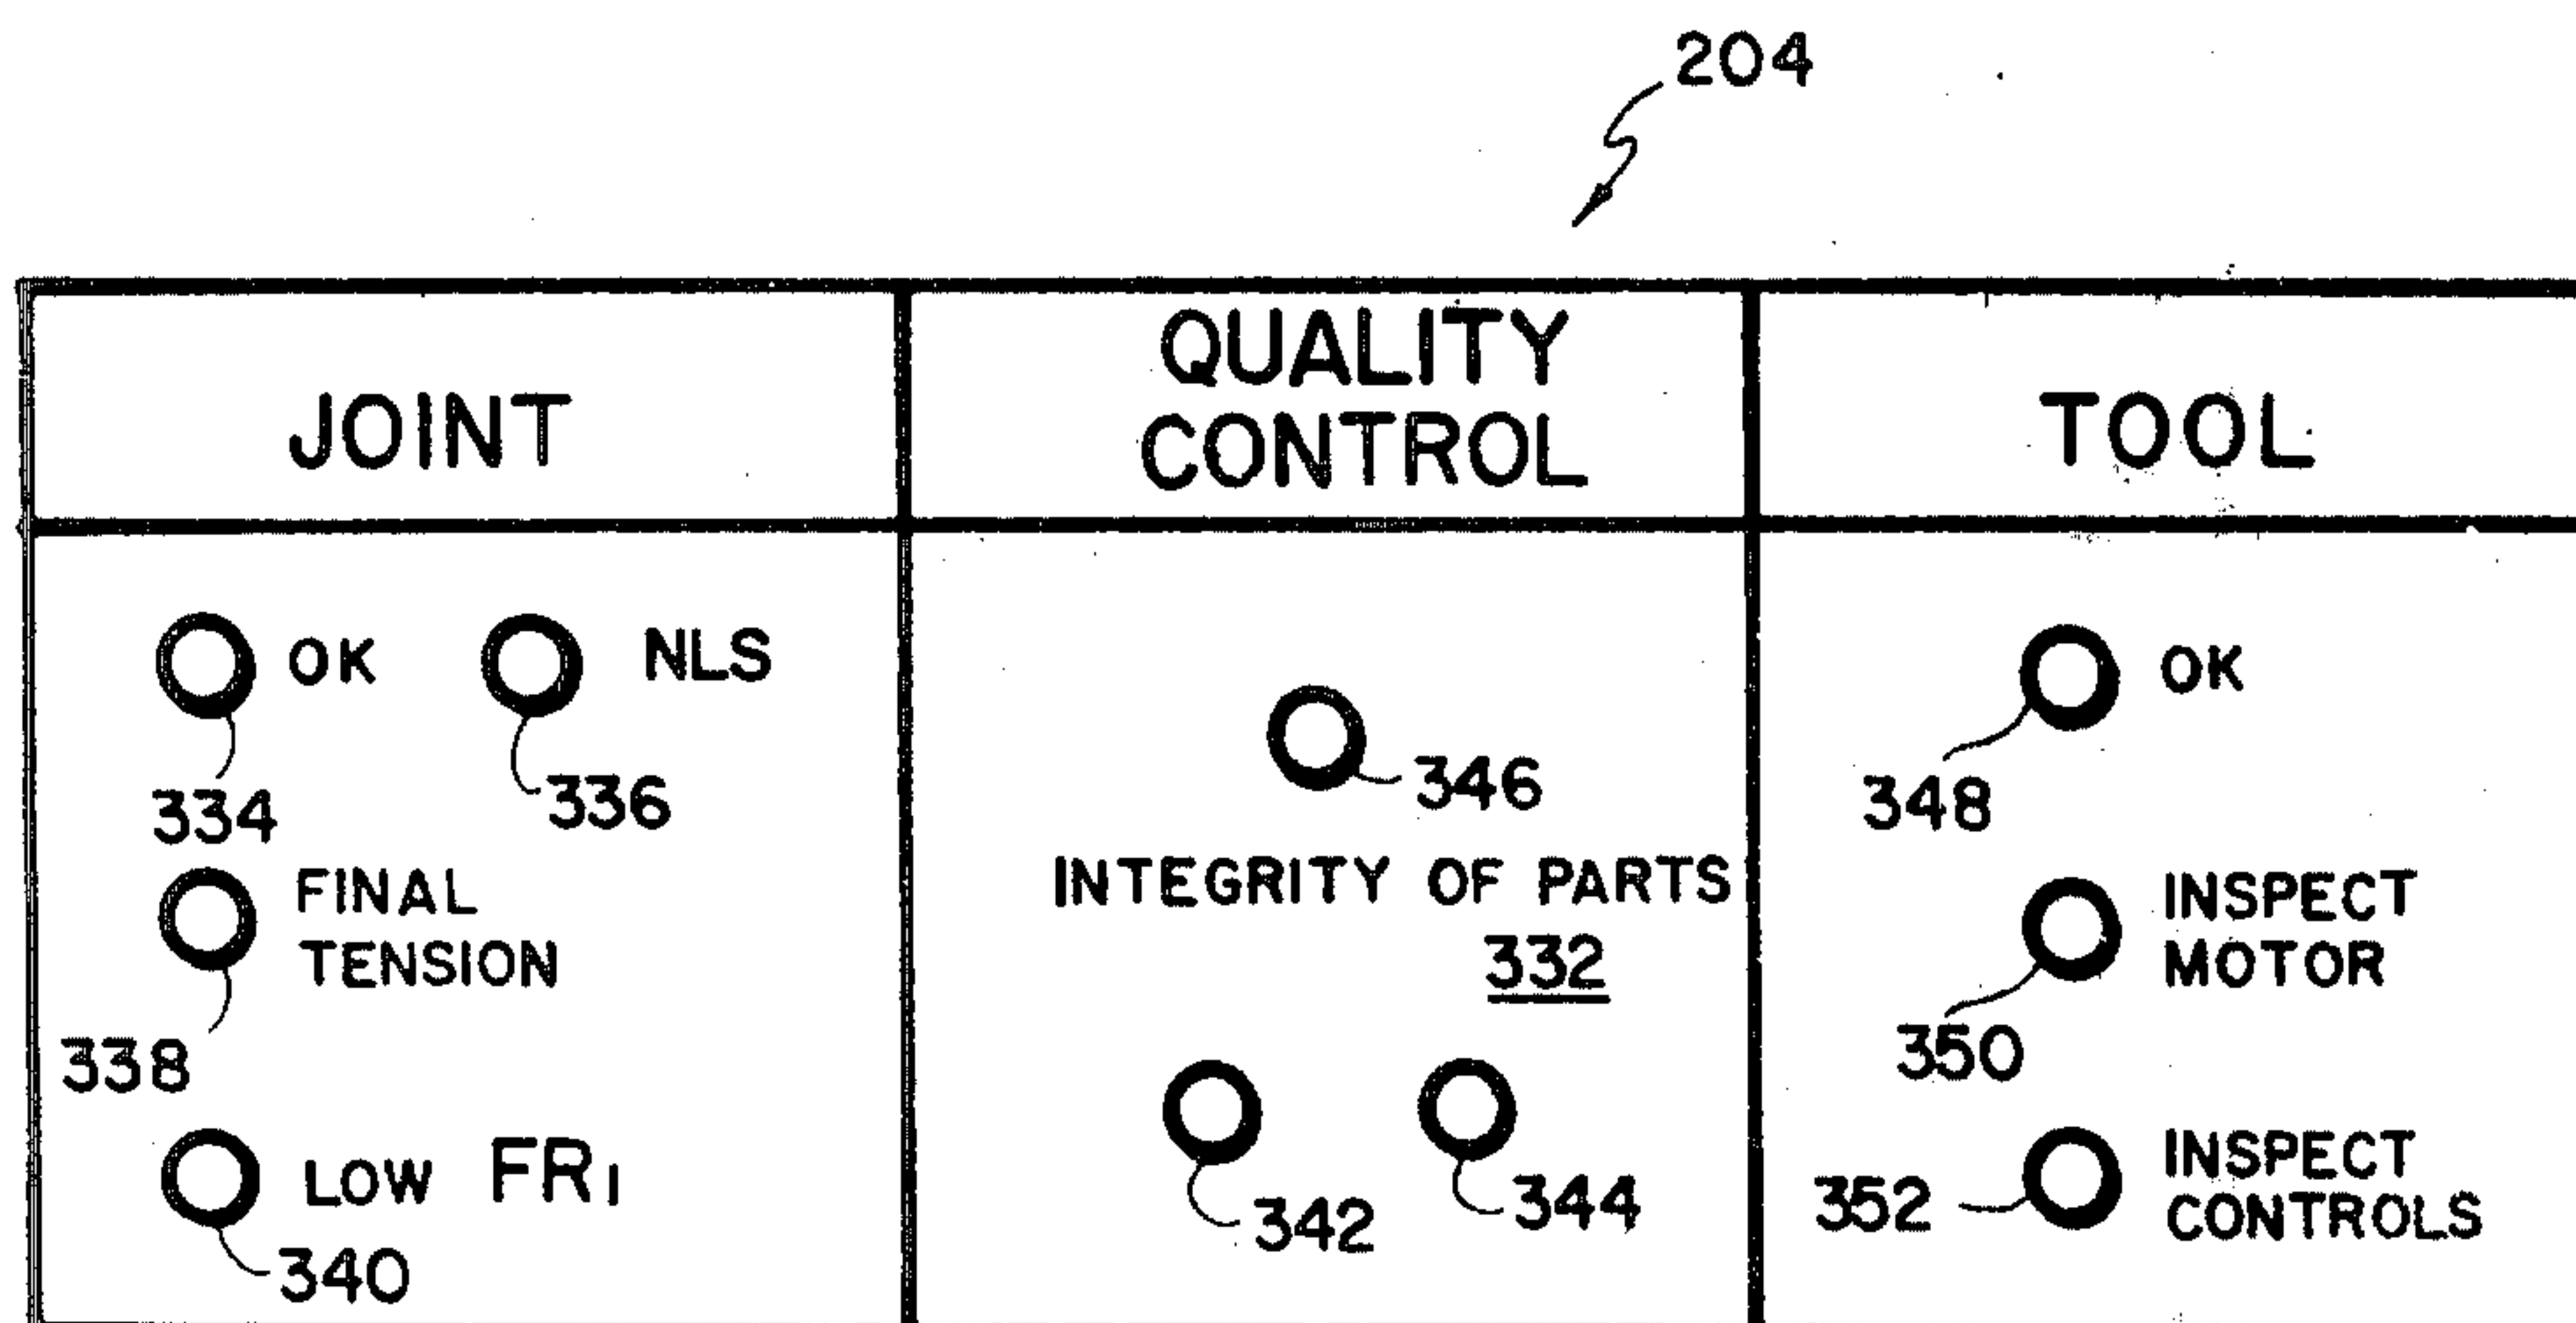 204
JOINT
QUALITY
CONTROL
TOOL
OK
NLS
334
336
FINAL
TENSION
338
LOW FR1
340
346
INTEGRITY OF PARTS
332
342
344
OK
348
INSPECT
MOTOR
350
INSPECT
CONTROLS
352